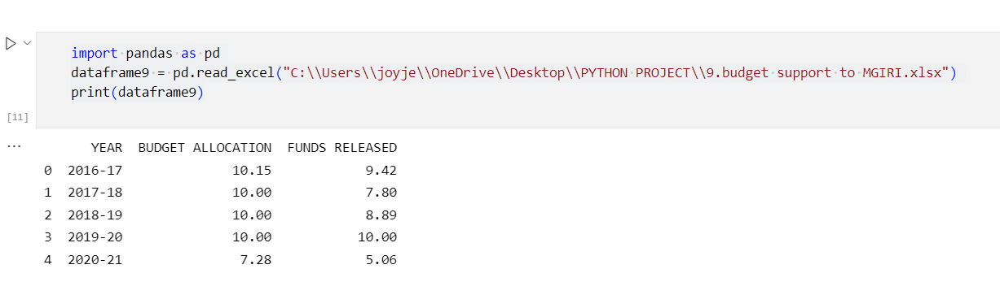 import pandas as pd
dataframe9 = pd.read_excel("C:\\Users\\joyje\\OneDrive\\Desktop\\PYTHON PROJECT\\9.budget support to MGIRI.xlsx")
print(dataframe9)
[11]
...
YEAR BUDGET ALLOCATION FUNDS RELEASED
0 2016-17 10.15 9.42
1 2017-18 10.00 7.80
2 2018-19 10.00 8.89
3 2019-20 10.00 10.00
4 2020-21 7.28 5.06